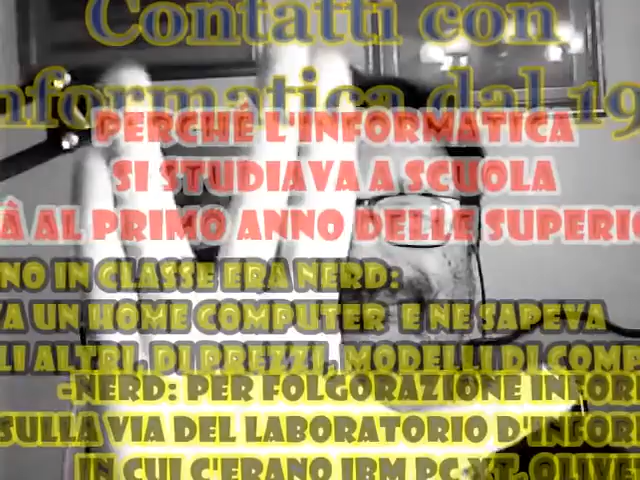 Contatti con
nformatica dal 19
PERCHÈ L'INFORMATICA
SI STUDIAVA A SCUOLA
À AL PRIMO ANNO DELLE SUPERIO
NO IN CLASSE ERA NERD:
A UN HOME COMPUTER E NE SAPEVA
LI ALTRI, DI PREZZI, MODELLI DI COMP
-NERD: PER FOLGORAZIONE INFOR
SULLA VIA DEL LABORATORIO D'INFOR
IN CUI C'ERANO IBM PC XT, OLIVE